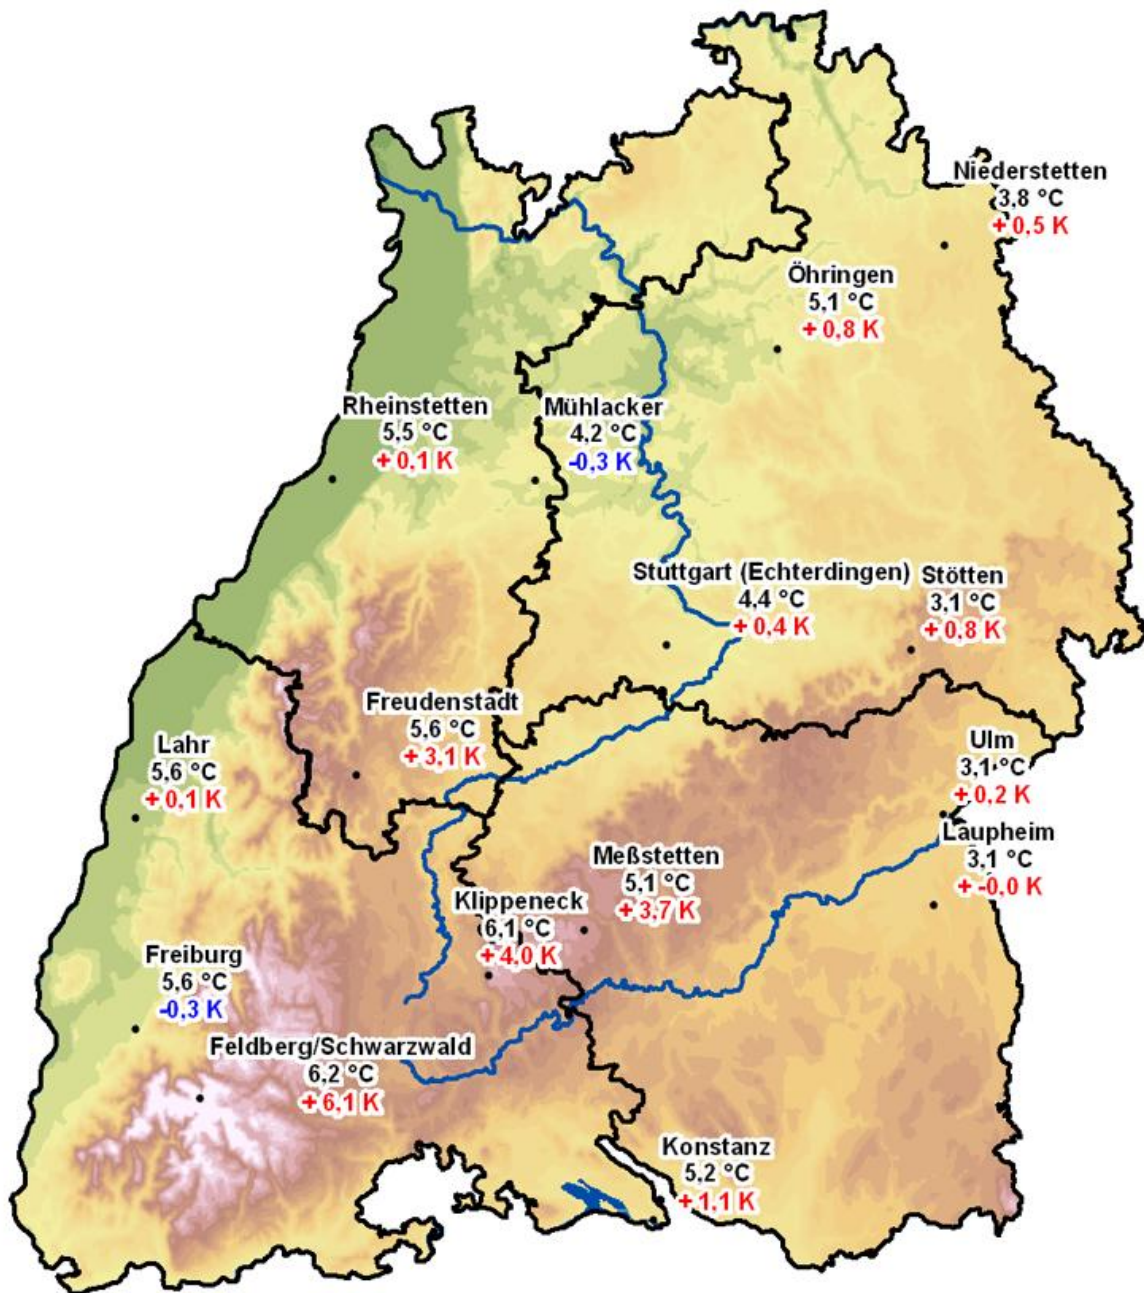 Niederstetten
3,8 °C
+ 0,5 K
Öhringen
5,1 °C
+ 0,8 K
Rheinstetten
5,5 °C
+ 0,1 K
Mühlacker
4,2 °C
-0,3 K
Stuttgart (Echterdingen)
4,4 °C
+ 0,4 K
Stötten
3,1 °C
+ 0,8 K
Freudenstadt
5,6 °C
+ 3,1 K
Lahr
5,6 °C
+ 0,1 K
Ulm
3,1 °C
+ 0,2 K
Laupheim
3,1 °C
+ -0,0 K
Meßstetten
5,1 °C
+ 3,7 K
Klippeneck
6,1 °C
+ 4,0 K
Freiburg
5,6 °C
-0,3 K
Feldberg/Schwarzwald
6,2 °C
+ 6,1 K
Konstanz
5,2 °C
+ 1,1 K